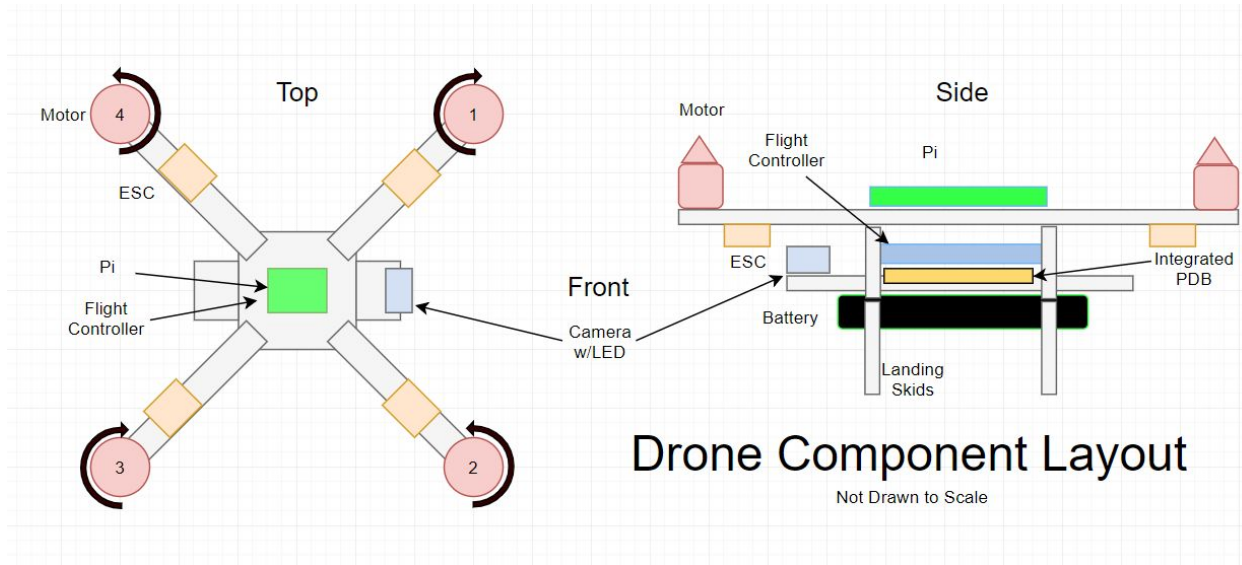 Top
Motor
4
1
ESC
Pi
Flight
Controller
3
2
Front
Camera
w/LED
Side
Motor
Flight
Controller
Pi
ESC
Integrated
PDB
Battery
Landing
Skids
Drone Component Layout
Not Drawn to Scale